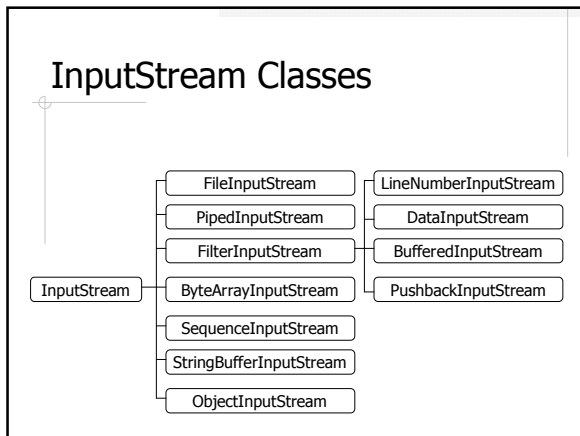 InputStream Classes
FileInputStream
LineNumberInputStream
PipedInputStream
DataInputStream
FilterInputStream
BufferedInputStream
InputStream
ByteArrayInputStream
PushbackInputStream
SequenceInputStream
StringBufferInputStream
ObjectInputStream